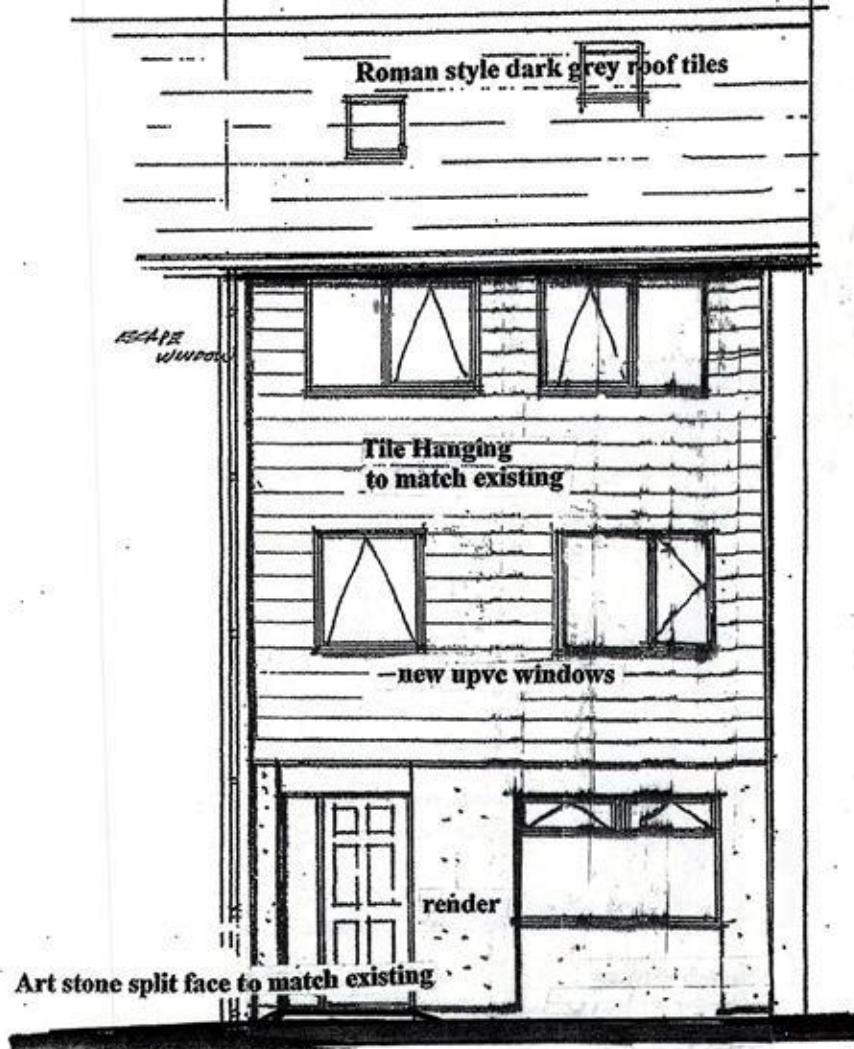 Roman style dark grey roof tiles
ESCAPE
WINDOW
Tile Hanging
to match existing
new upvc windows
render
Art stone split face to match existing